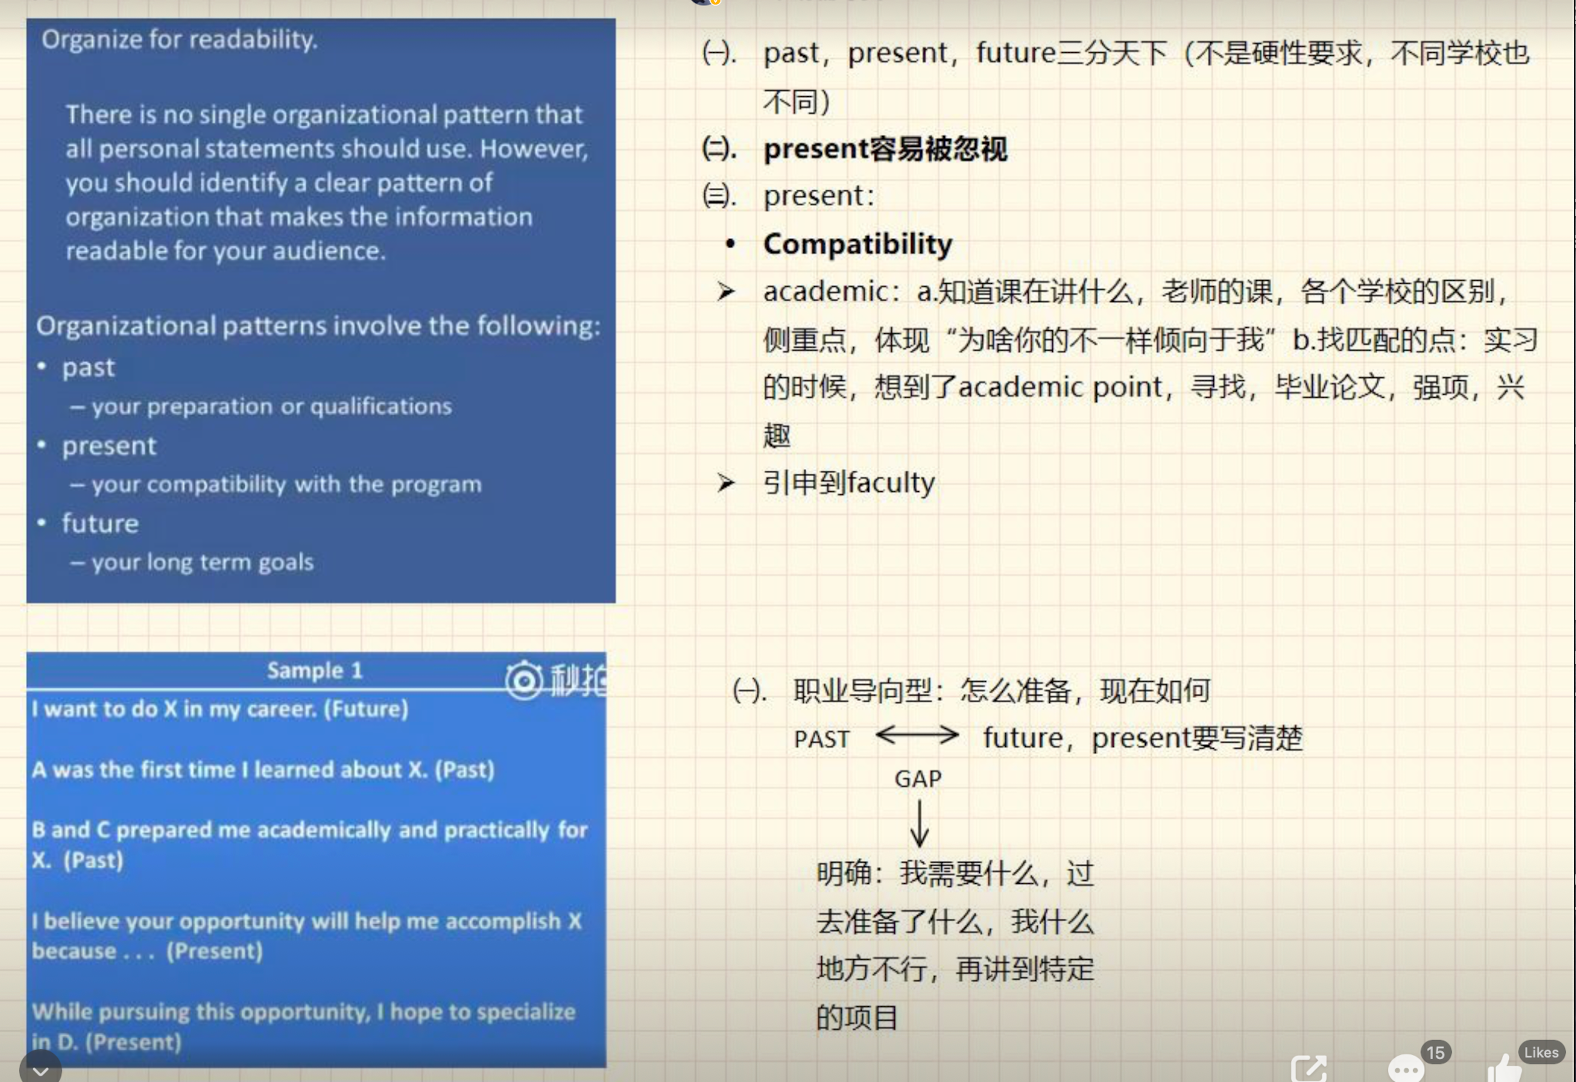 Organize for readability.
There is no single organizational pattern that
all personal statements should use. However,
you should identify a clear pattern of
organization that makes the information
readable for your audience.
Organizational patterns involve the following:
• past
– your preparation or qualifications
• present
– your compatibility with the program
• future
– your long term goals
㈠. past，present，future三分天下（不是硬性要求，不同学校也
不同）
㈡. present容易被忽视
㈢. present：
• Compatibility
➢ academic：a.知道课在讲什么，老师的课，各个学校的区别，
侧重点，体现“为啥你的不一样倾向于我”b.找匹配的点：实习
的时候，想到了academic point，寻找，毕业论文，强项，兴
趣
➢ 引申到faculty
Sample 1
秒拍
I want to do X in my career. (Future)
A was the first time I learned about X. (Past)
B and C prepared me academically and practically for
X. (Past)
I believe your opportunity will help me accomplish X
because . . . (Present)
While pursuing this opportunity, I hope to specialize
in D. (Present)
㈠. 职业导向型：怎么准备，现在如何
PAST ⟷ future，present要写清楚
GAP
↓
明确：我需要什么，过
去准备了什么，我什么
地方不行，再讲到特定
的项目
15
Likes